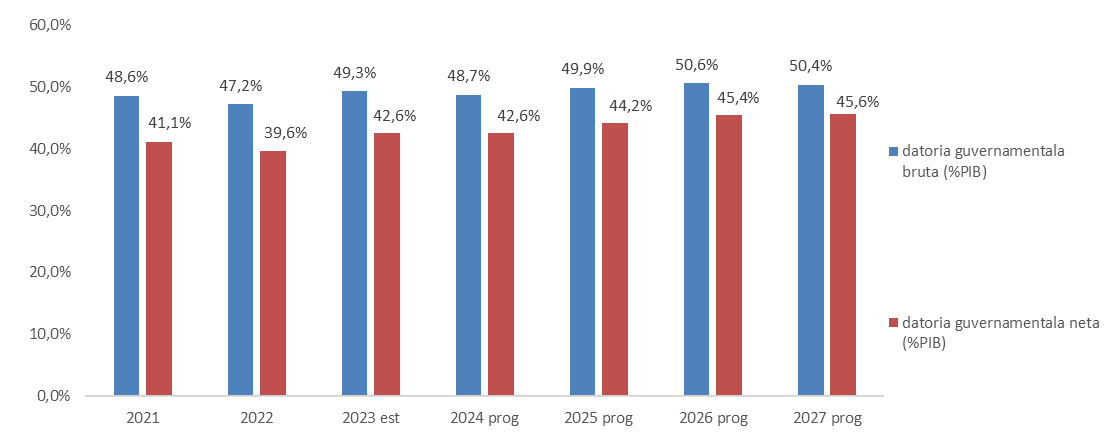 60,0%
50,0%
40,0%
30,0%
20,0%
10,0%
0,0%
48,6%
41,1%
47,2%
39,6%
49,3%
42,6%
48,7%
42,6%
49,9%
44,2%
50,6%
45,4%
50,4%
45,6%
2021
2022
2023 est
2024 prog
2025 prog
2026 prog
2027 prog
datoria guvernamentala
bruta (%PIB)
datoria guvernamentala neta
(%PIB)